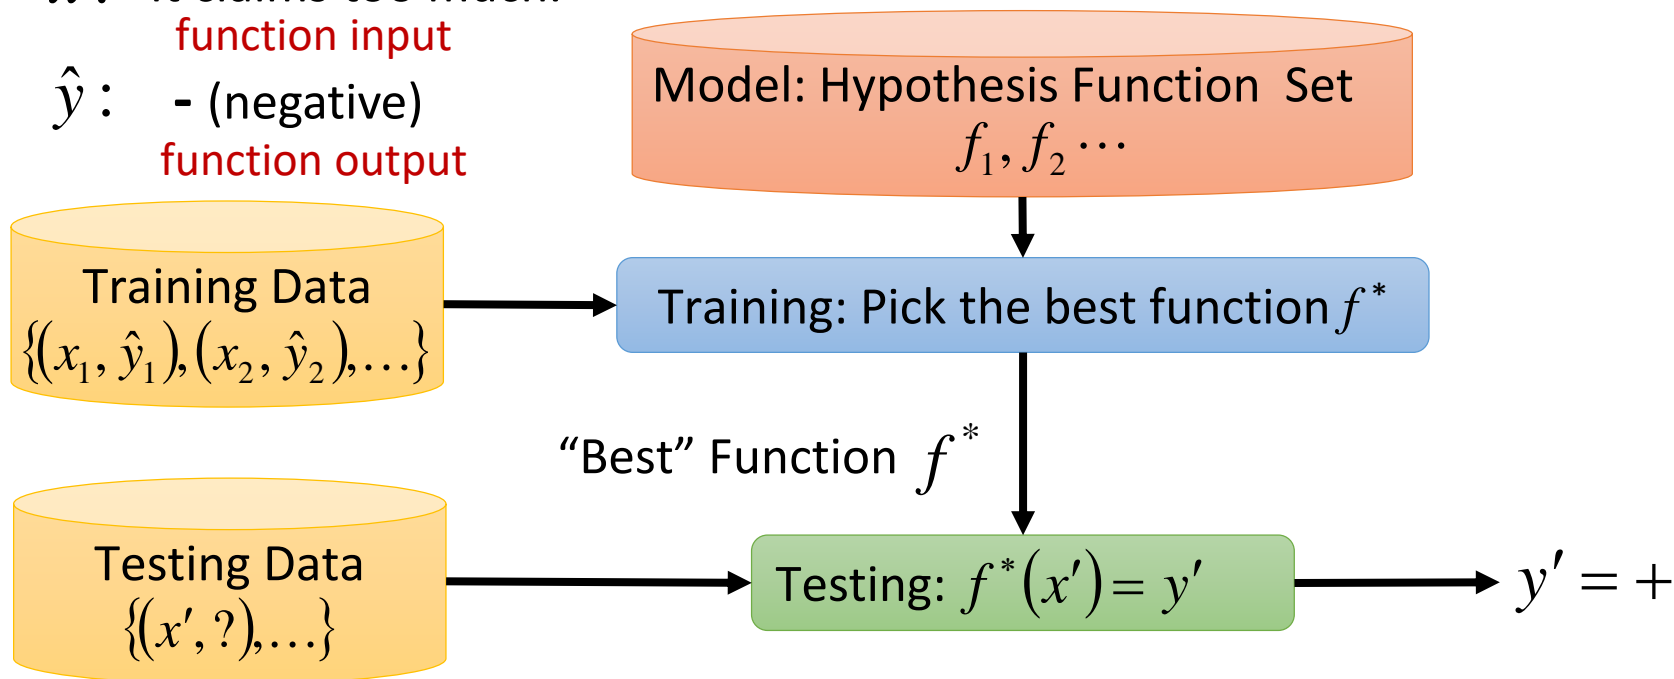 function input
ŷ : - (negative)
function output
Model: Hypothesis Function Set
f₁, f₂ ⋯
Training Data
{(x₁, ŷ₁), (x₂, ŷ₂), …}
Training: Pick the best function f*
“Best” Function f*
Testing Data
{(x′, ?), …}
Testing: f*(x′) = y′
y′ = +